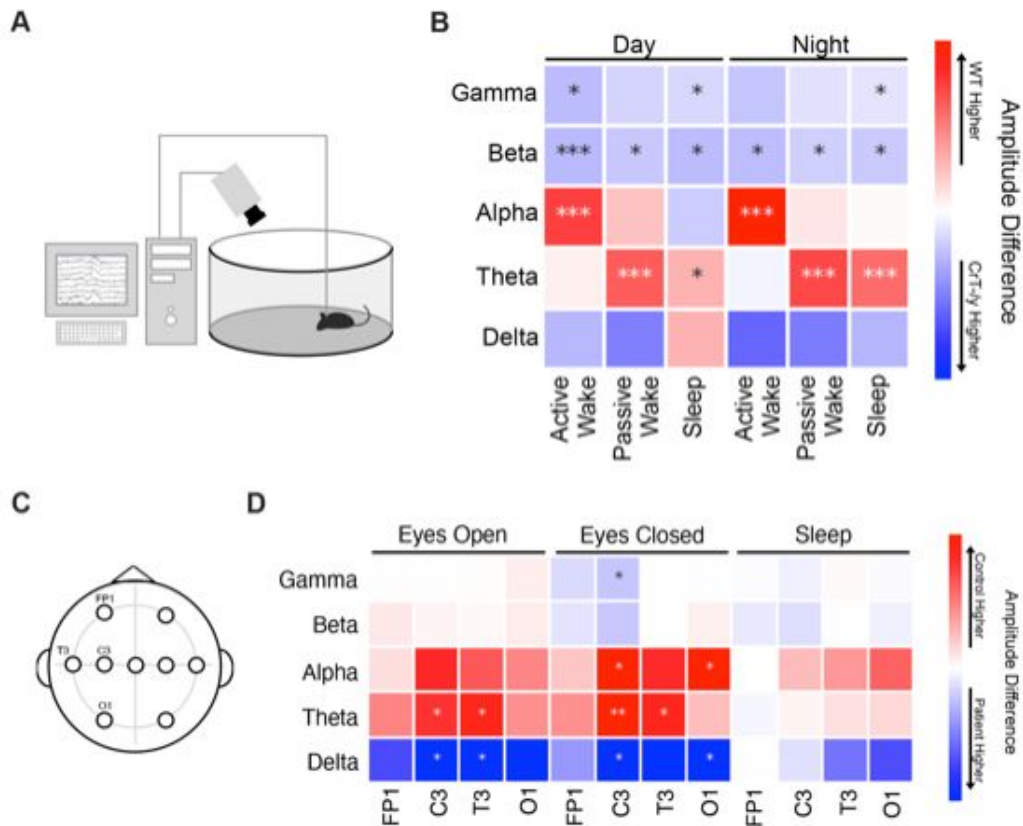 A
B
Day Night
Gamma * * *
Beta *** * * * * *
Alpha *** ***
Theta *** * *** ***
Delta
Active Wake
Passive Wake
Sleep
Active Wake
Passive Wake
Sleep
WT Higher
CrT-/y Higher
Amplitude Difference
C
FP1
T3 C3
O1
D
Eyes Open Eyes Closed Sleep
Gamma *
Beta
Alpha * *
Theta * * ** *
Delta * * * *
FP1 C3 T3 O1 FP1 C3 T3 O1 FP1 C3 T3 O1
Control Higher
Patient Higher
Amplitude Difference